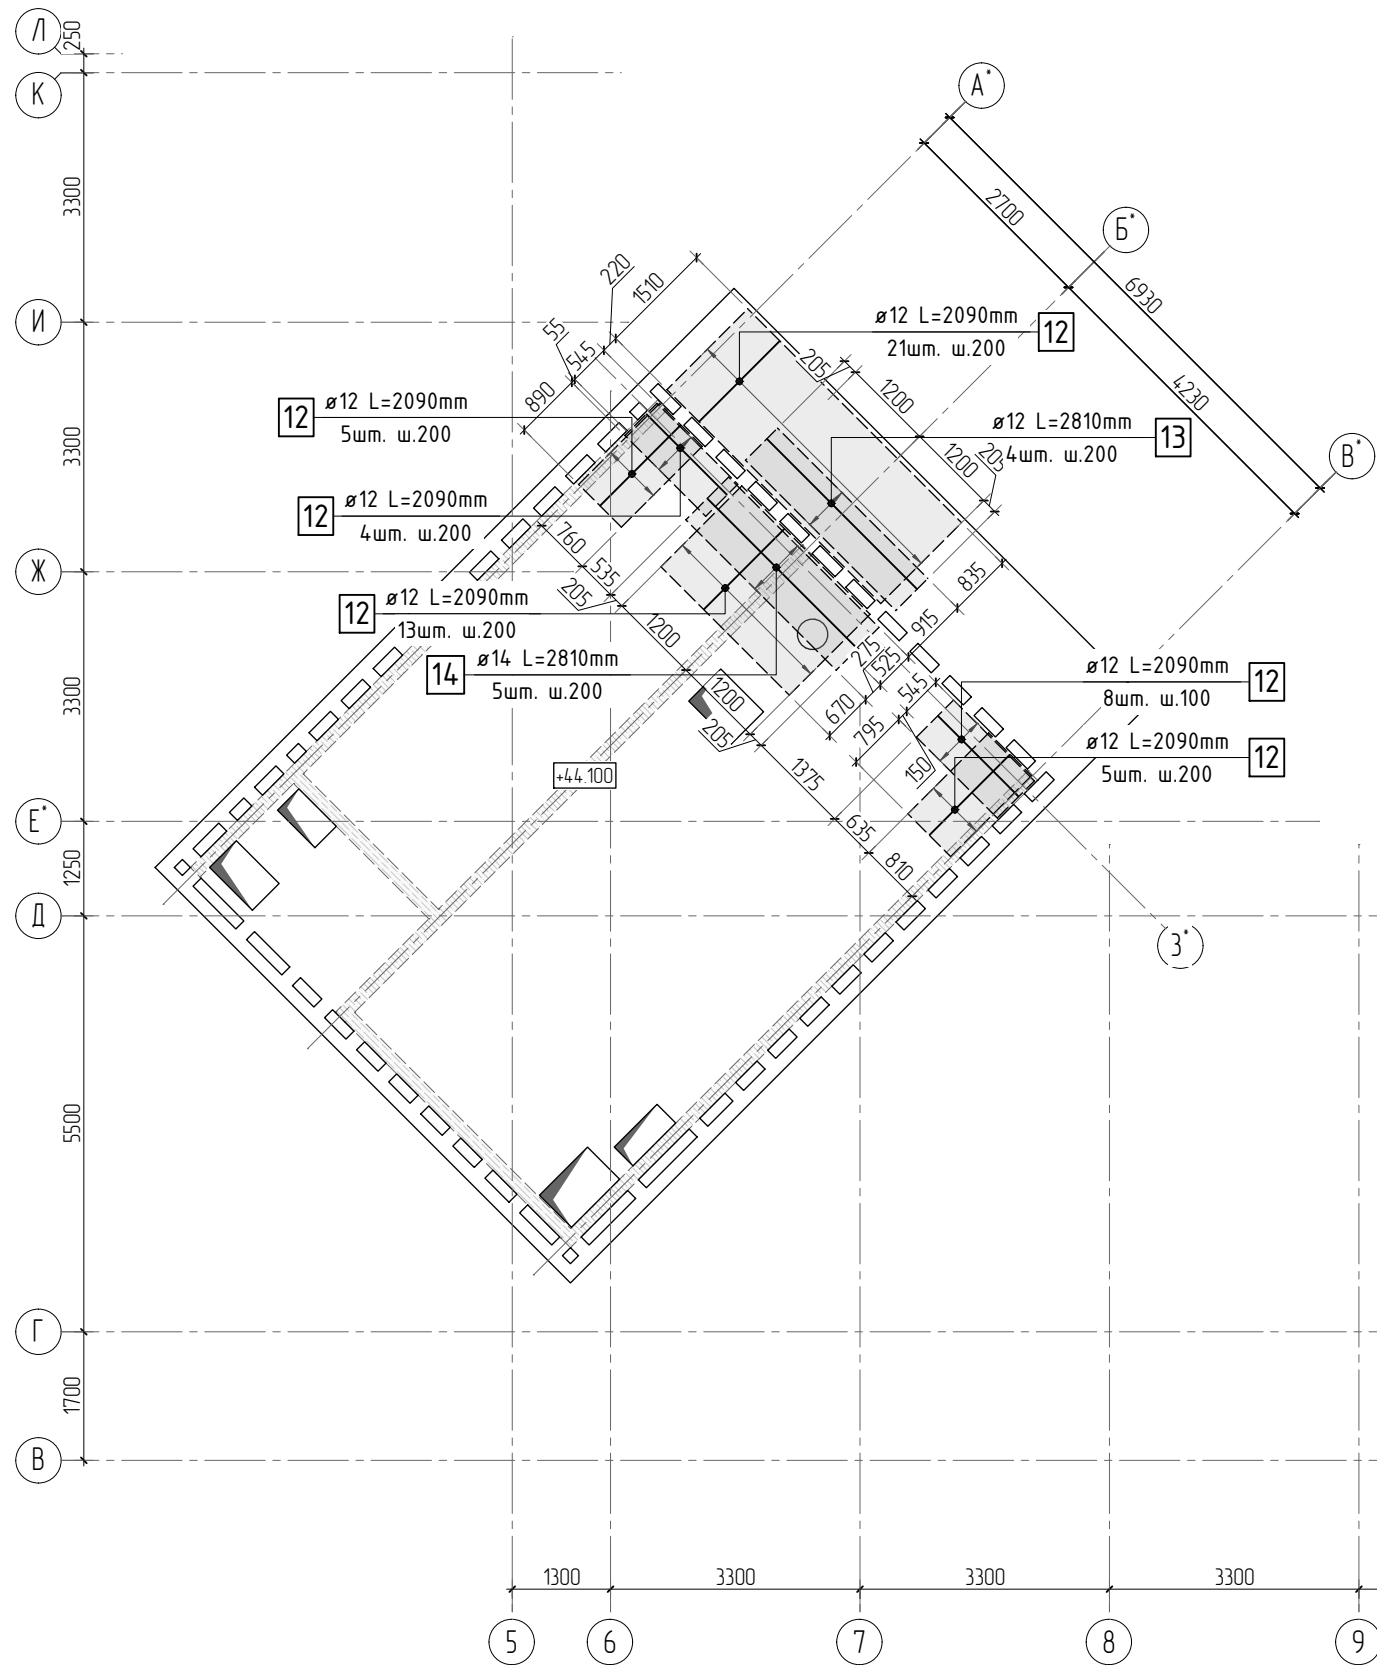 Л
250
К
А*
3300
2700
Б*
6930
220
1510
И
ø12 L=2090mm
21шт. ш.200
12
55
545
205
1200
4230
890
12
ø12 L=2090mm
5шт. ш.200
ø12 L=2810mm
4шт. ш.200
13
3300
1200
205
В*
12
ø12 L=2090mm
4шт. ш.200
760
Ж
535
205
835
12
ø12 L=2090mm
13шт. ш.200
1200
915
14
ø14 L=2810mm
5шт. ш.200
275
525
ø12 L=2090mm
8шт. ш.100
12
3300
1200
545
670
205
795
ø12 L=2090mm
5шт. ш.200
12
+44.100
1375
150
Е*
635
810
1250
Д
З*
5500
Г
1700
В
1300
3300
3300
3300
5
6
7
8
9